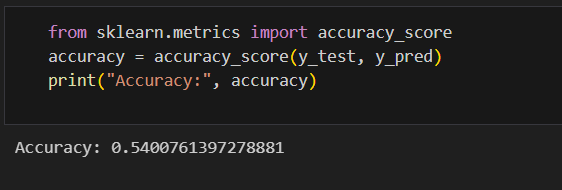 from sklearn.metrics import accuracy_score
accuracy = accuracy_score(y_test, y_pred)
print("Accuracy:", accuracy)
Accuracy: 0.5400761397278881